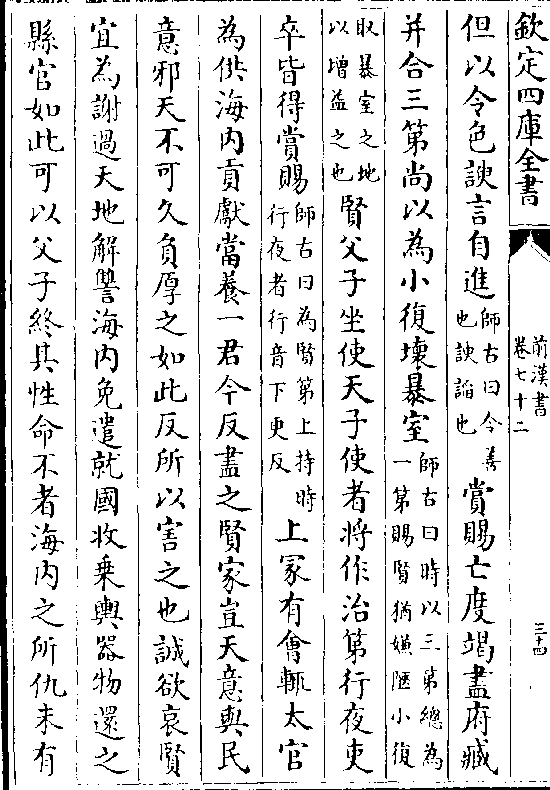 欽定四庫全書
前漢書
卷七十二
三十四
但以令色諛言自進師古曰令善
也諛諂也賞賜亡度竭盡府臧
并合三第尚以為小復壞暴室師古曰時以三第總為
一第賜賢猶嫌陿小復
取暴室之地
以增益之也賢父子坐使天子使者將作治第行夜吏
卒皆得賞賜師古曰為賢第上持時
行夜者行音下更反上冢有會輒太官
為供海内貢獻當養一君今反盡之賢家豈天意與民
意邪天不可久負厚之如此反所以害之也誠欲哀賢
宜為謝過天地解讐海内免遣就國收乗輿器物還之
縣官如此可以父子終其性命不者海内之所仇未有